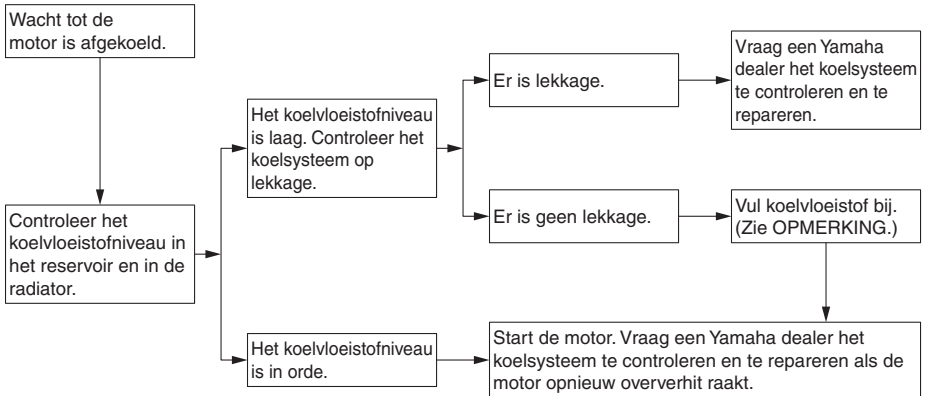 Wacht tot de
motor is afgekoeld.
Controleer het
koelvloeistofniveau in
het reservoir en in de
radiator.
Het koelvloeistofniveau
is laag. Controleer het
koelsysteem op
lekkage.
Er is lekkage.
Vraag een Yamaha
dealer het koelsysteem
te controleren en te
repareren.
Er is geen lekkage.
Vul koelvloeistof bij.
(Zie OPMERKING.)
Het koelvloeistofniveau
is in orde.
Start de motor. Vraag een Yamaha dealer het
koelsysteem te controleren en te repareren als de
motor opnieuw oververhit raakt.